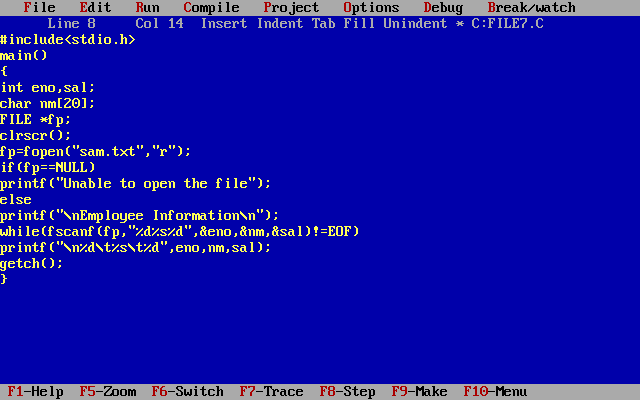 File Edit Run Compile Project Options Debug Break/watch
Line 8 Col 14 Insert Indent Tab Fill Unindent * C:FILE7.C
#include<stdio.h>
main()
{
int eno,sal;
char nm[20];
FILE *fp;
clrscr();
fp=fopen("sam.txt","r");
if(fp==NULL)
printf("Unable to open the file");
else
printf("\nEmployee Information\n");
while(fscanf(fp,"%d%s%d",&eno,&nm,&sal)!=EOF)
printf("\n%d\t%s\t%d",eno,nm,sal);
getch();
}
F1-Help F5-Zoom F6-Switch F7-Trace F8-Step F9-Make F10-Menu